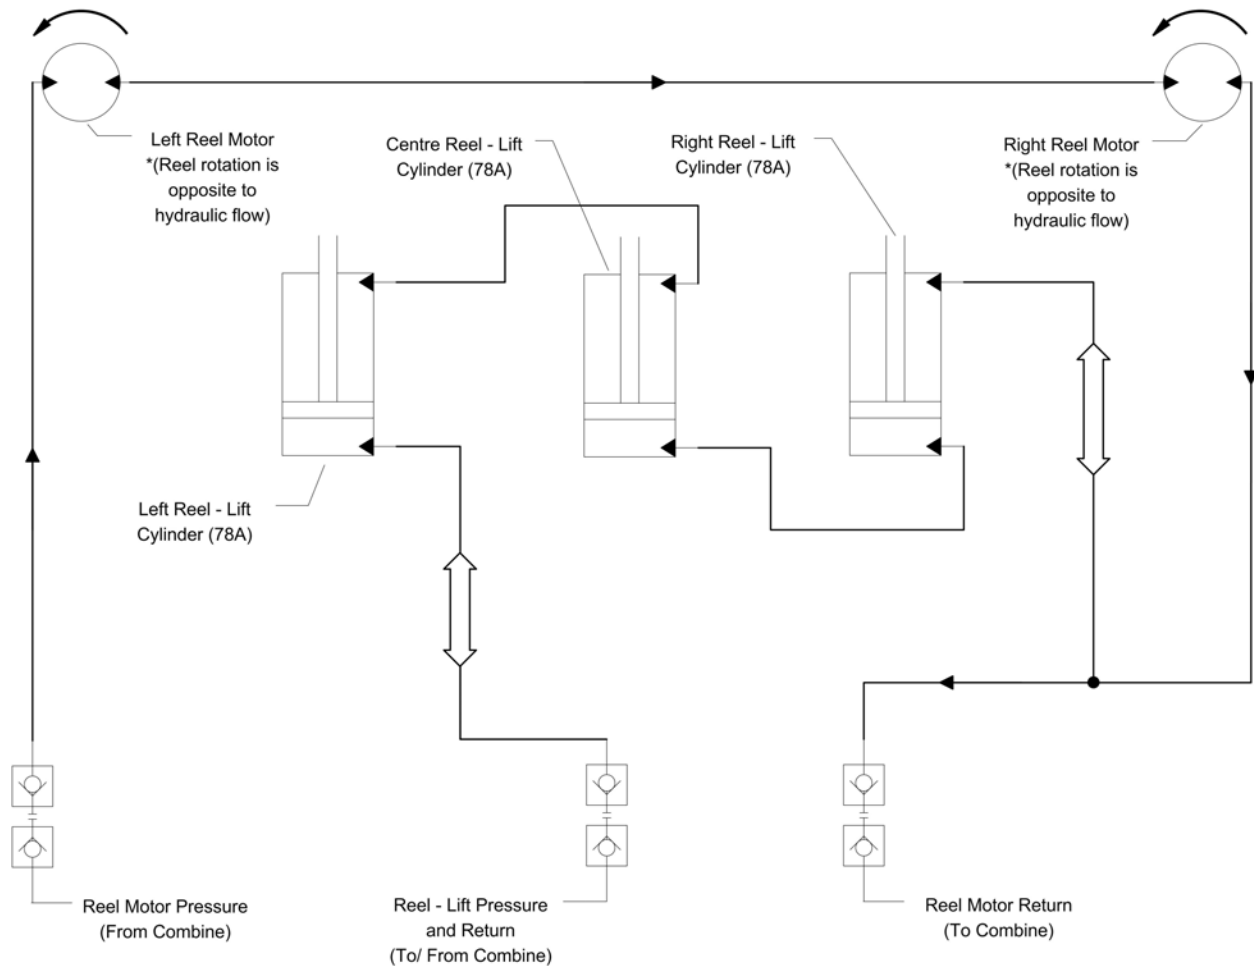 Left Reel Motor
*(Reel rotation is
opposite to
hydraulic flow)
Centre Reel - Lift
Cylinder (78A)
Right Reel - Lift
Cylinder (78A)
Right Reel Motor
*(Reel rotation is
opposite to
hydraulic flow)
Left Reel - Lift
Cylinder (78A)
Reel Motor Pressure
(From Combine)
Reel - Lift Pressure
and Return
(To/ From Combine)
Reel Motor Return
(To Combine)